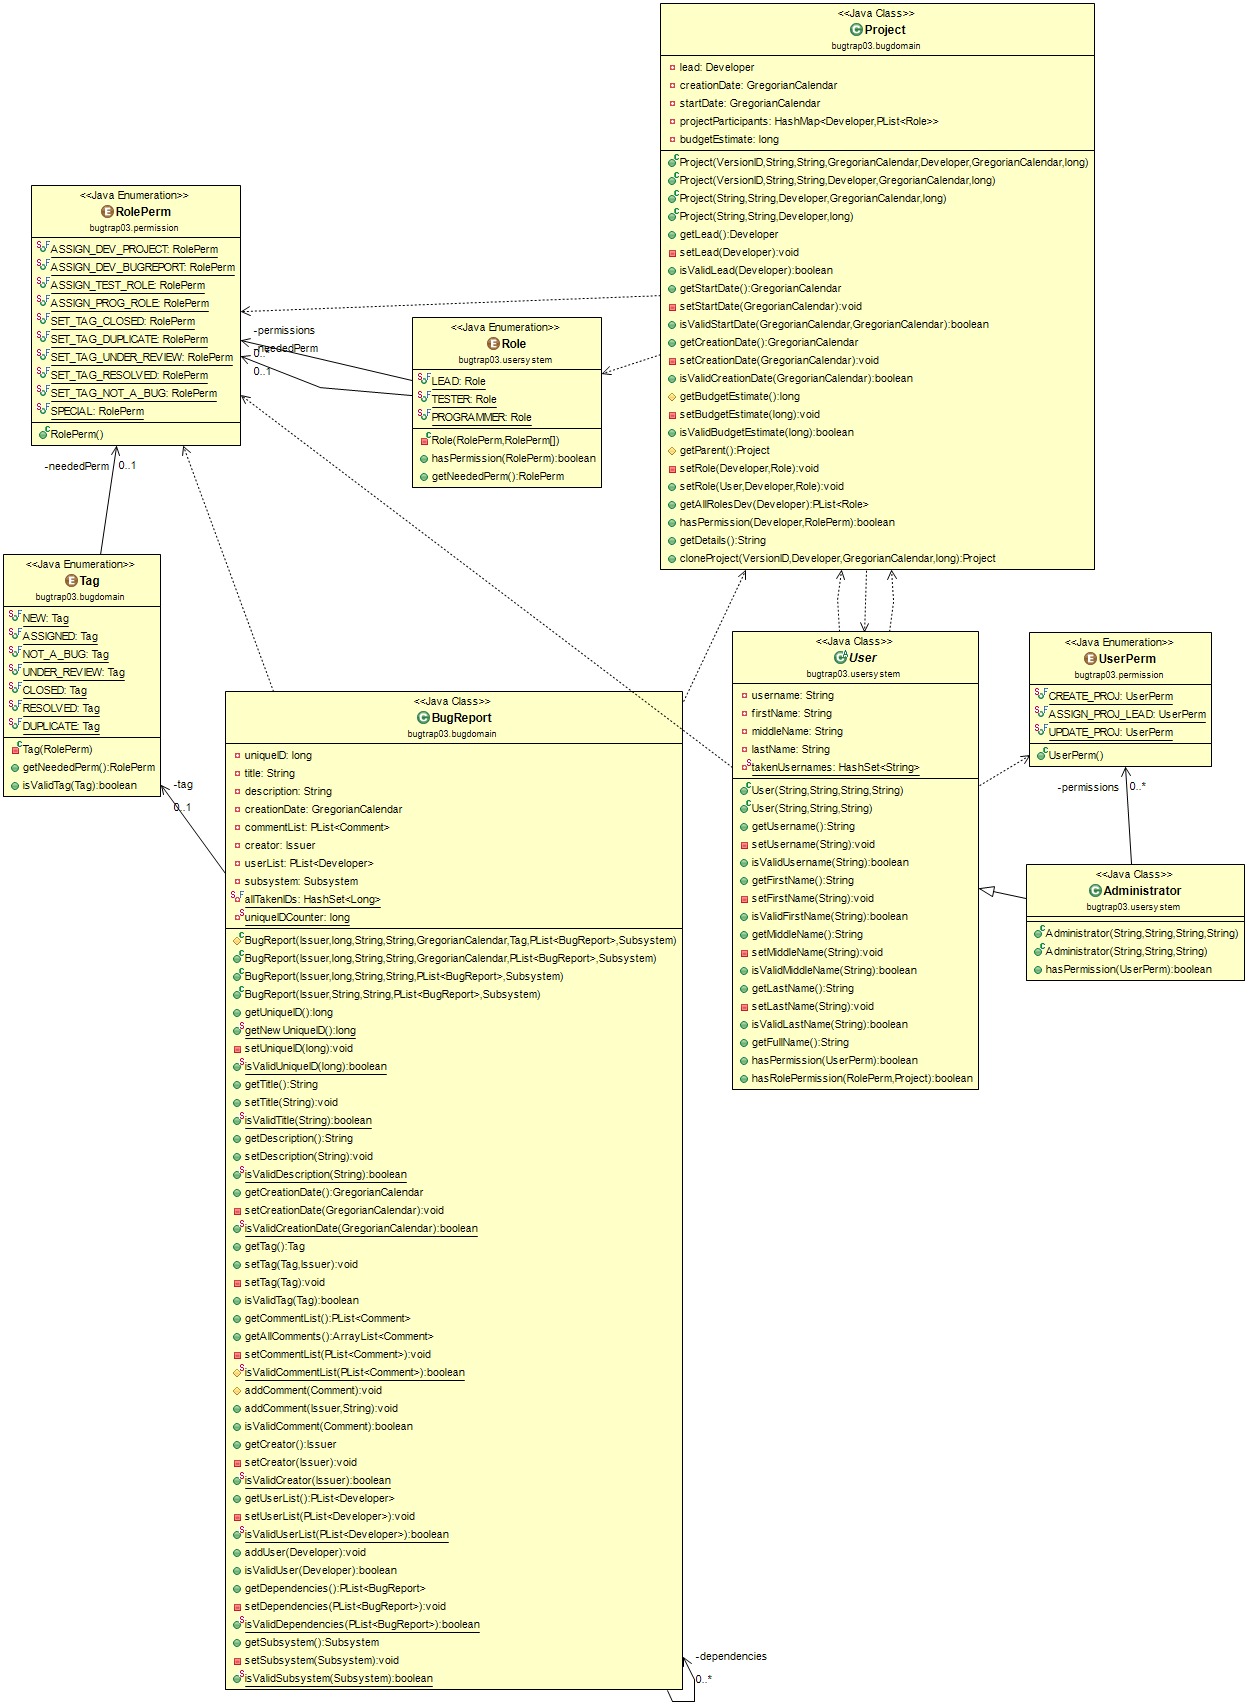 <<Java Class>>
Project
bugtrap03.bugdomain
lead: Developer
creationDate: GregorianCalendar
startDate: GregorianCalendar
projectParticipants: HashMap<Developer,PList<Role>>
budgetEstimate: long
Project(VersionID,String,String,GregorianCalendar,Developer,GregorianCalendar,long)
Project(VersionID,String,String,Developer,GregorianCalendar,long)
Project(String,String,Developer,GregorianCalendar,long)
Project(String,String,Developer,long)
getLead():Developer
setLead(Developer):void
isValidLead(Developer):boolean
getStartDate():GregorianCalendar
setStartDate(GregorianCalendar):void
isValidStartDate(GregorianCalendar,GregorianCalendar):boolean
getCreationDate():GregorianCalendar
setCreationDate(GregorianCalendar):void
isValidCreationDate(GregorianCalendar):boolean
getBudgetEstimate():long
setBudgetEstimate(long):void
isValidBudgetEstimate(long):boolean
getParent():Project
setRole(Developer,Role):void
setRole(User,Developer,Role):void
getAllRolesDev(Developer):PList<Role>
hasPermission(Developer,RolePerm):boolean
getDetails():String
cloneProject(VersionID,Developer,GregorianCalendar,long):Project
<<Java Enumeration>>
RolePerm
bugtrap03.permission
ASSIGN_DEV_PROJECT: RolePerm
ASSIGN_DEV_BUGREPORT: RolePerm
ASSIGN_TEST_ROLE: RolePerm
ASSIGN_PROG_ROLE: RolePerm
SET_TAG_CLOSED: RolePerm
SET_TAG_DUPLICATE: RolePerm
SET_TAG_UNDER_REVIEW: RolePerm
SET_TAG_RESOLVED: RolePerm
SET_TAG_NOT_A_BUG: RolePerm
SPECIAL: RolePerm
RolePerm()
-permissions
-neededPerm
0..1
<<Java Enumeration>>
Role
bugtrap03.usersystem
LEAD: Role
TESTER: Role
PROGRAMMER: Role
Role(RolePerm,RolePerm[])
hasPermission(RolePerm):boolean
getNeededPerm():RolePerm
-neededPerm
0..1
<<Java Enumeration>>
Tag
bugtrap03.bugdomain
NEW: Tag
ASSIGNED: Tag
NOT_A_BUG: Tag
UNDER_REVIEW: Tag
CLOSED: Tag
RESOLVED: Tag
DUPLICATE: Tag
Tag(RolePerm)
getNeededPerm():RolePerm
isValidTag(Tag):boolean
-tag
0..1
<<Java Class>>
User
bugtrap03.usersystem
username: String
firstName: String
middleName: String
lastName: String
takenUsernames: HashSet<String>
User(String,String,String,String)
User(String,String,String)
getUsername():String
setUsername(String):void
isValidUsername(String):boolean
getFirstName():String
setFirstName(String):void
isValidFirstName(String):boolean
getMiddleName():String
setMiddleName(String):void
isValidMiddleName(String):boolean
getLastName():String
setLastName(String):void
isValidLastName(String):boolean
getFullName():String
hasPermission(UserPerm):boolean
hasRolePermission(RolePerm,Project):boolean
<<Java Enumeration>>
UserPerm
bugtrap03.permission
CREATE_PROJ: UserPerm
ASSIGN_PROJ_LEAD: UserPerm
UPDATE_PROJ: UserPerm
UserPerm()
-permissions
0..*
<<Java Class>>
Administrator
bugtrap03.usersystem
Administrator(String,String,String,String)
Administrator(String,String,String)
hasPermission(UserPerm):boolean
<<Java Class>>
BugReport
bugtrap03.bugdomain
uniqueID: long
title: String
description: String
creationDate: GregorianCalendar
commentList: PList<Comment>
creator: Issuer
userList: PList<Developer>
subsystem: Subsystem
allTakenIDs: HashSet<Long>
uniqueIDCounter: long
BugReport(Issuer,long,String,String,GregorianCalendar,Tag,PList<BugReport>,Subsystem)
BugReport(Issuer,long,String,String,GregorianCalendar,PList<BugReport>,Subsystem)
BugReport(Issuer,long,String,String,PList<BugReport>,Subsystem)
BugReport(Issuer,String,String,PList<BugReport>,Subsystem)
getUniqueID():long
getNewUniqueID():long
setUniqueID(long):void
isValidUniqueID(long):boolean
getTitle():String
setTitle(String):void
isValidTitle(String):boolean
getDescription():String
setDescription(String):void
isValidDescription(String):boolean
getCreationDate():GregorianCalendar
setCreationDate(GregorianCalendar):void
isValidCreationDate(GregorianCalendar):boolean
getTag():Tag
setTag(Tag,Issuer):void
setTag(Tag):void
isValidTag(Tag):boolean
getCommentList():PList<Comment>
getAllComments():ArrayList<Comment>
setCommentList(PList<Comment>):void
isValidCommentList(PList<Comment>):boolean
addComment(Comment):void
addComment(Issuer,String):void
isValidComment(Comment):boolean
getCreator():Issuer
setCreator(Issuer):void
isValidCreator(Issuer):boolean
getUserList():PList<Developer>
setUserList(PList<Developer>):void
isValidUserList(PList<Developer>):boolean
addUser(Developer):void
isValidUser(Developer):boolean
getDependencies():PList<BugReport>
setDependencies(PList<BugReport>):void
isValidDependencies(PList<BugReport>):boolean
getSubsystem():Subsystem
setSubsystem(Subsystem):void
isValidSubsystem(Subsystem):boolean
-dependencies
0..*